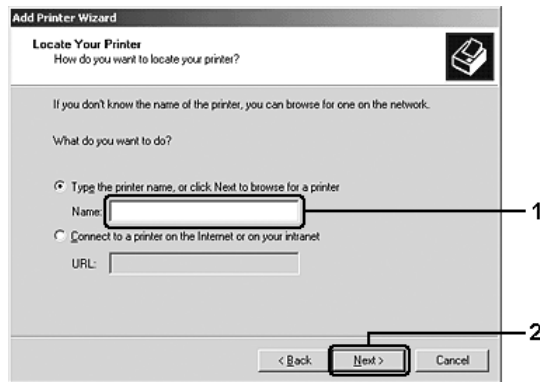 Add Printer Wizard
Locate Your Printer
How do you want to locate your printer?
If you don't know the name of the printer, you can browse for one on the network.
What do you want to do?
Type the printer name, or click Next to browse for a printer
Name:
1
Connect to a printer on the Internet or on your intranet
URL:
2
< Back Next > Cancel